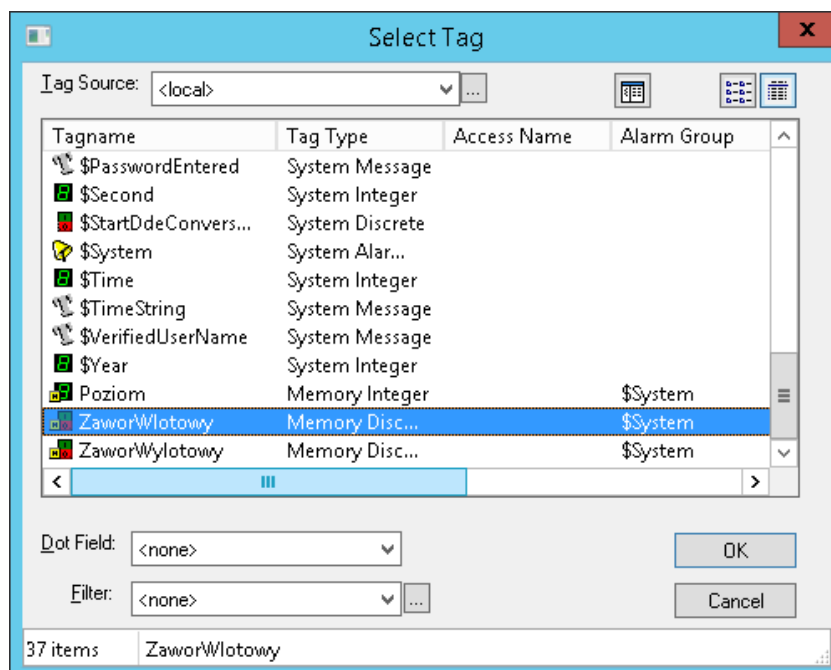 Select Tag
x
Tag Source: <local> ...
Tagname Tag Type Access Name Alarm Group
$PasswordEntered System Message
$Second System Integer
$StartDdeConvers... System Discrete
$System System Alar...
$Time System Integer
$TimeString System Message
$VerifiedUserName System Message
$Year System Integer
Poziom Memory Integer $System
ZaworWlotowy Memory Disc... $System
ZaworWylotowy Memory Disc... $System
Dot Field: <none> OK
Filter: <none> ... Cancel
37 items ZaworWlotowy